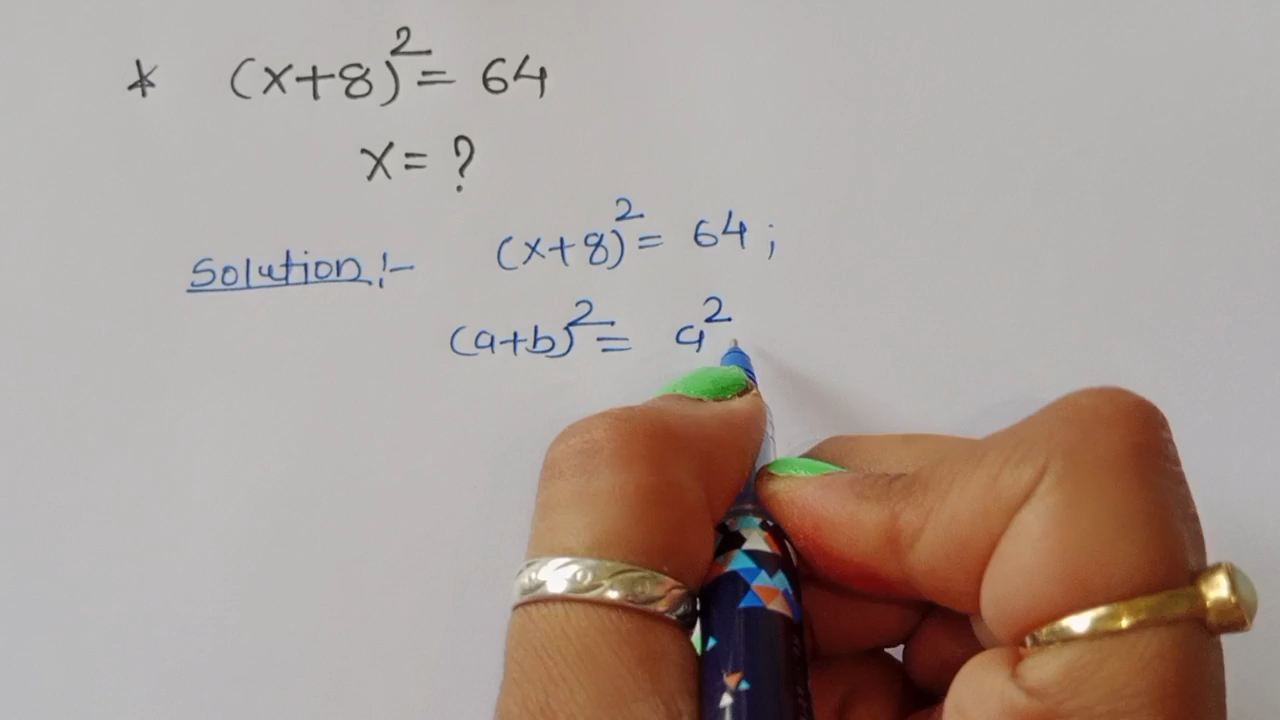 * (x+8)² = 64
x = ?
Solution :- (x+8)² = 64 ;
(a+b)² = a²